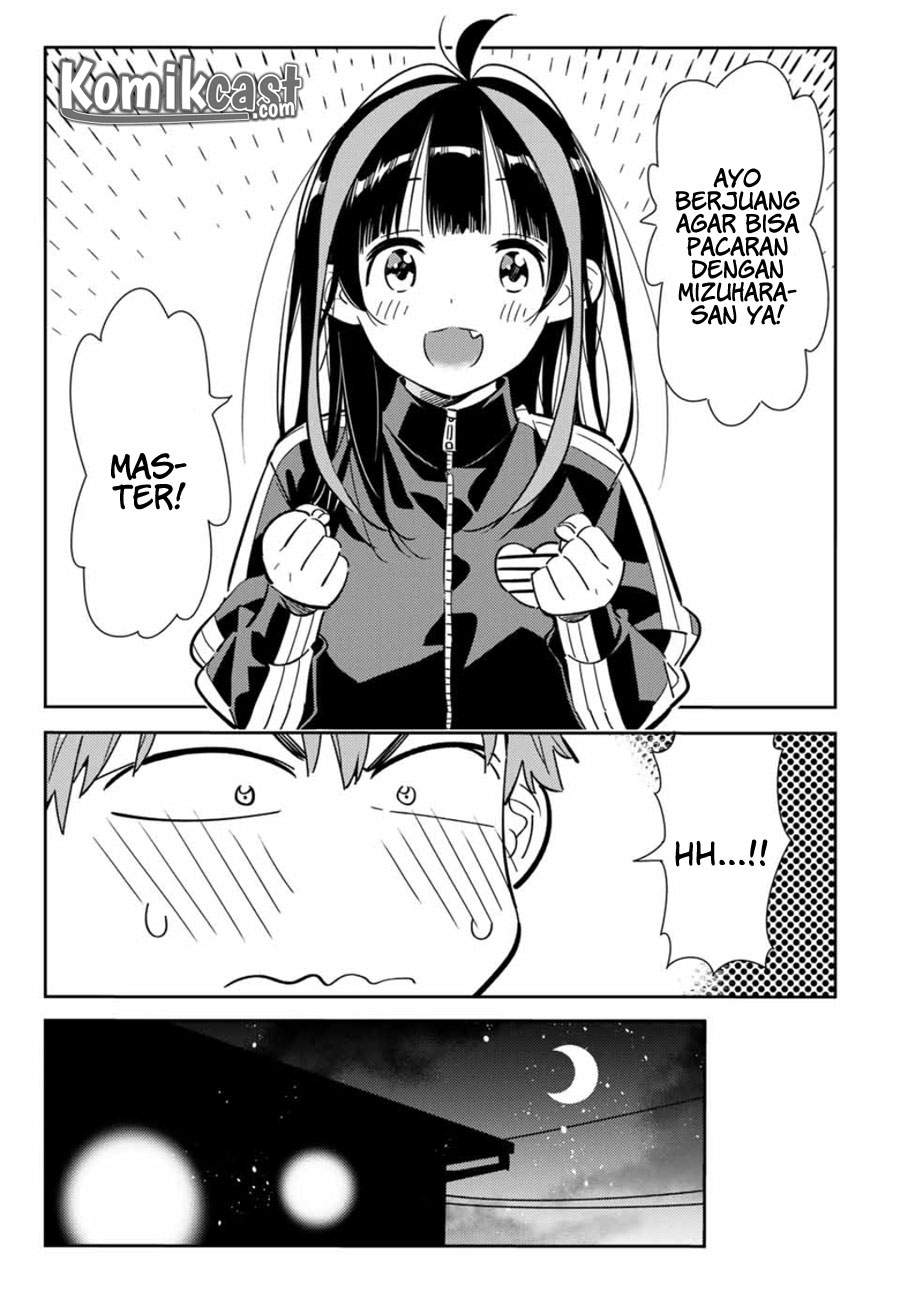 Komikcast
.com
AYO
BERJUANG
AGAR BISA
PACARAN
DENGAN
MIZUHARA-
SAN YA!
MAS-
TER!
HH...!!